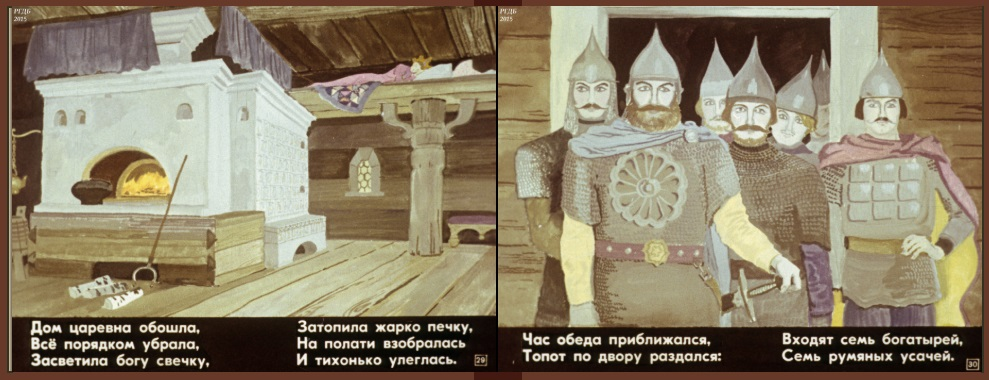 РГДБ
2015
Дом царевна обошла,
Всё порядком убрала,
Засветила богу свечку,
Затопила жарко печку,
На полати взобралась
И тихонько улеглась.
29
РГДБ
2015
Час обеда приближался,
Топот по двору раздался:
Входят семь богатырей,
Семь румяных усачей.
30